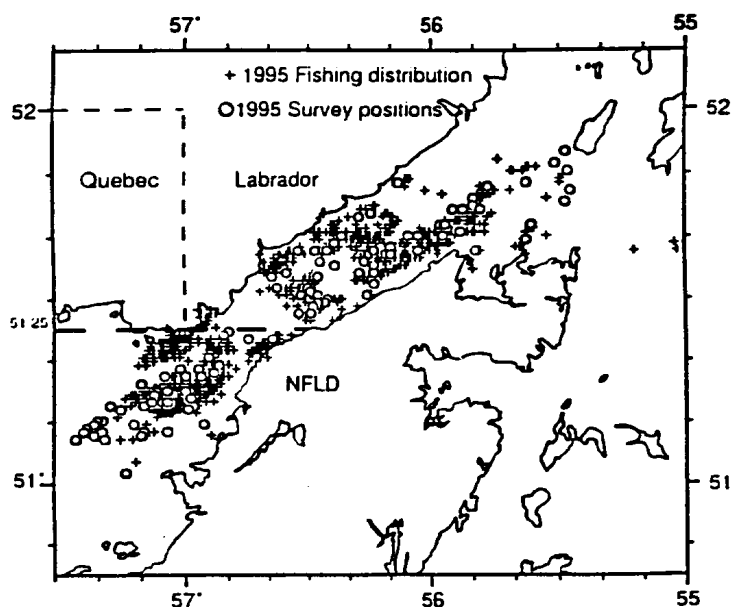 57° 56 55
+ 1995 Fishing distribution
52 O1995 Survey positions 52
Quebec Labrador
51 25
NFLD
51° 51
57° 56 55